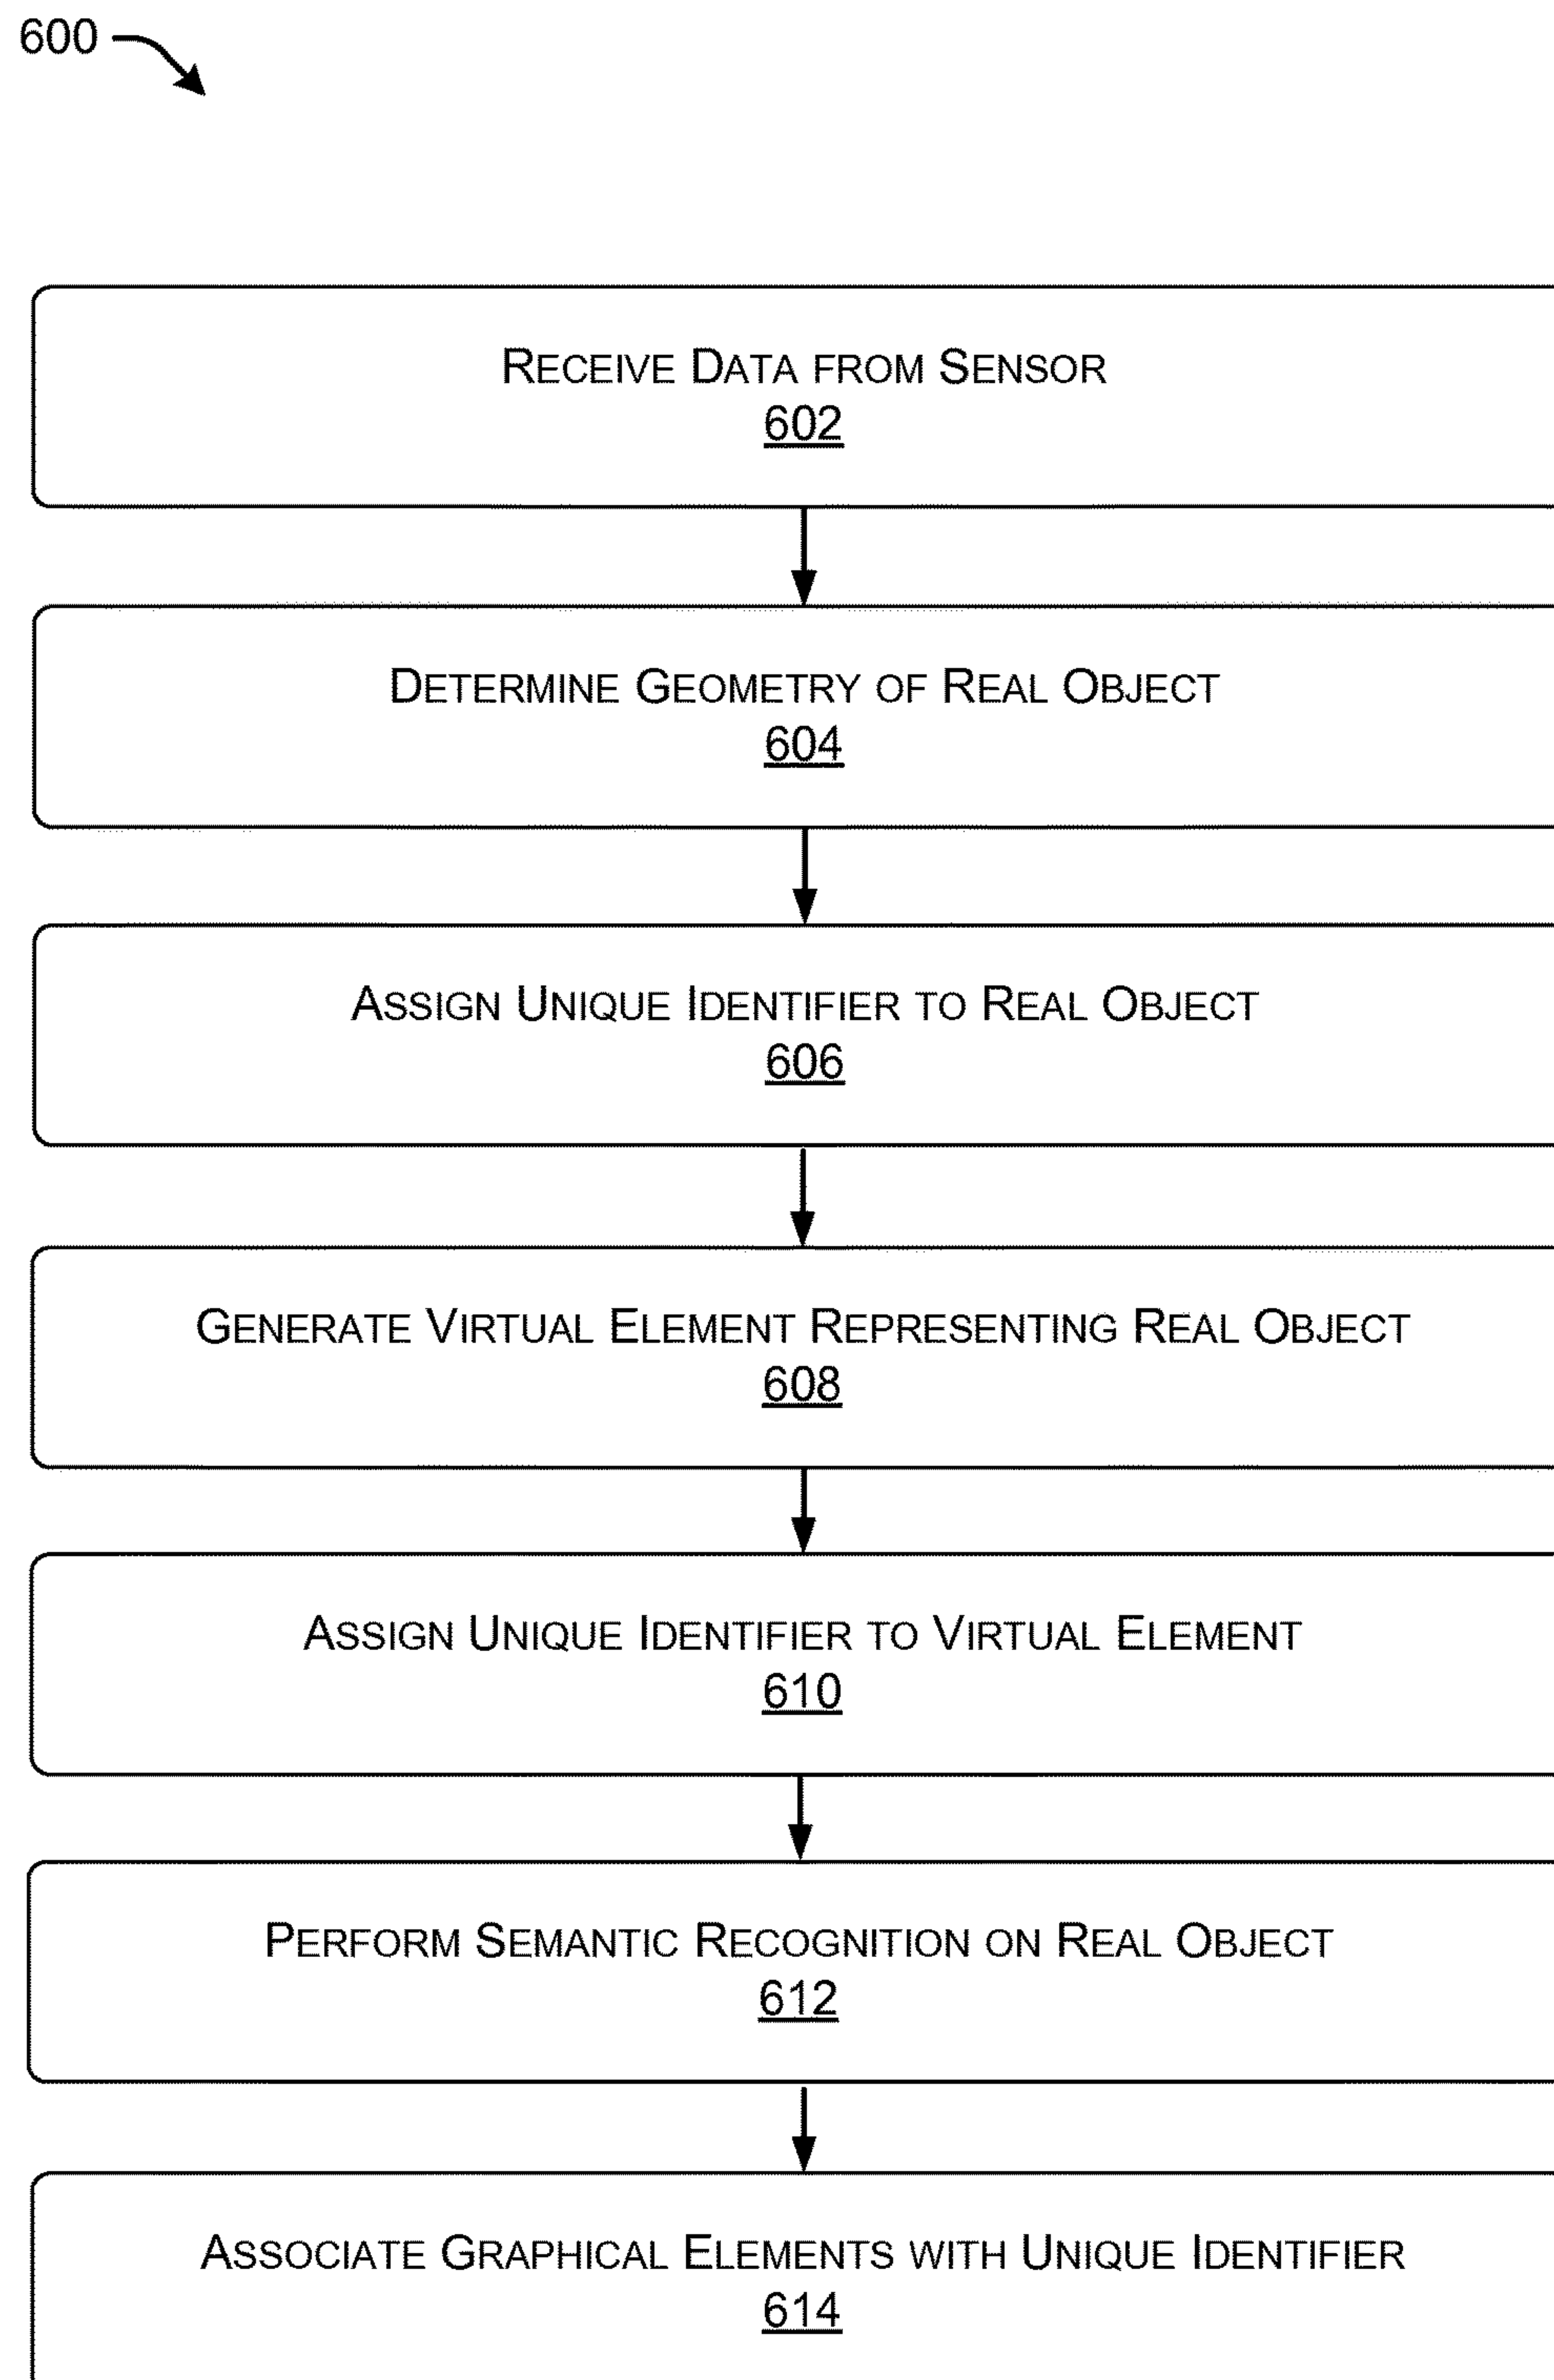 600
RECEIVE DATA FROM SENSOR
602
DETERMINE GEOMETRY OF REAL OBJECT
604
ASSIGN UNIQUE IDENTIFIER TO REAL OBJECT
606
GENERATE VIRTUAL ELEMENT REPRESENTING REAL OBJECT
608
ASSIGN UNIQUE IDENTIFIER TO VIRTUAL ELEMENT
610
PERFORM SEMANTIC RECOGNITION ON REAL OBJECT
612
ASSOCIATE GRAPHICAL ELEMENTS WITH UNIQUE IDENTIFIER
614